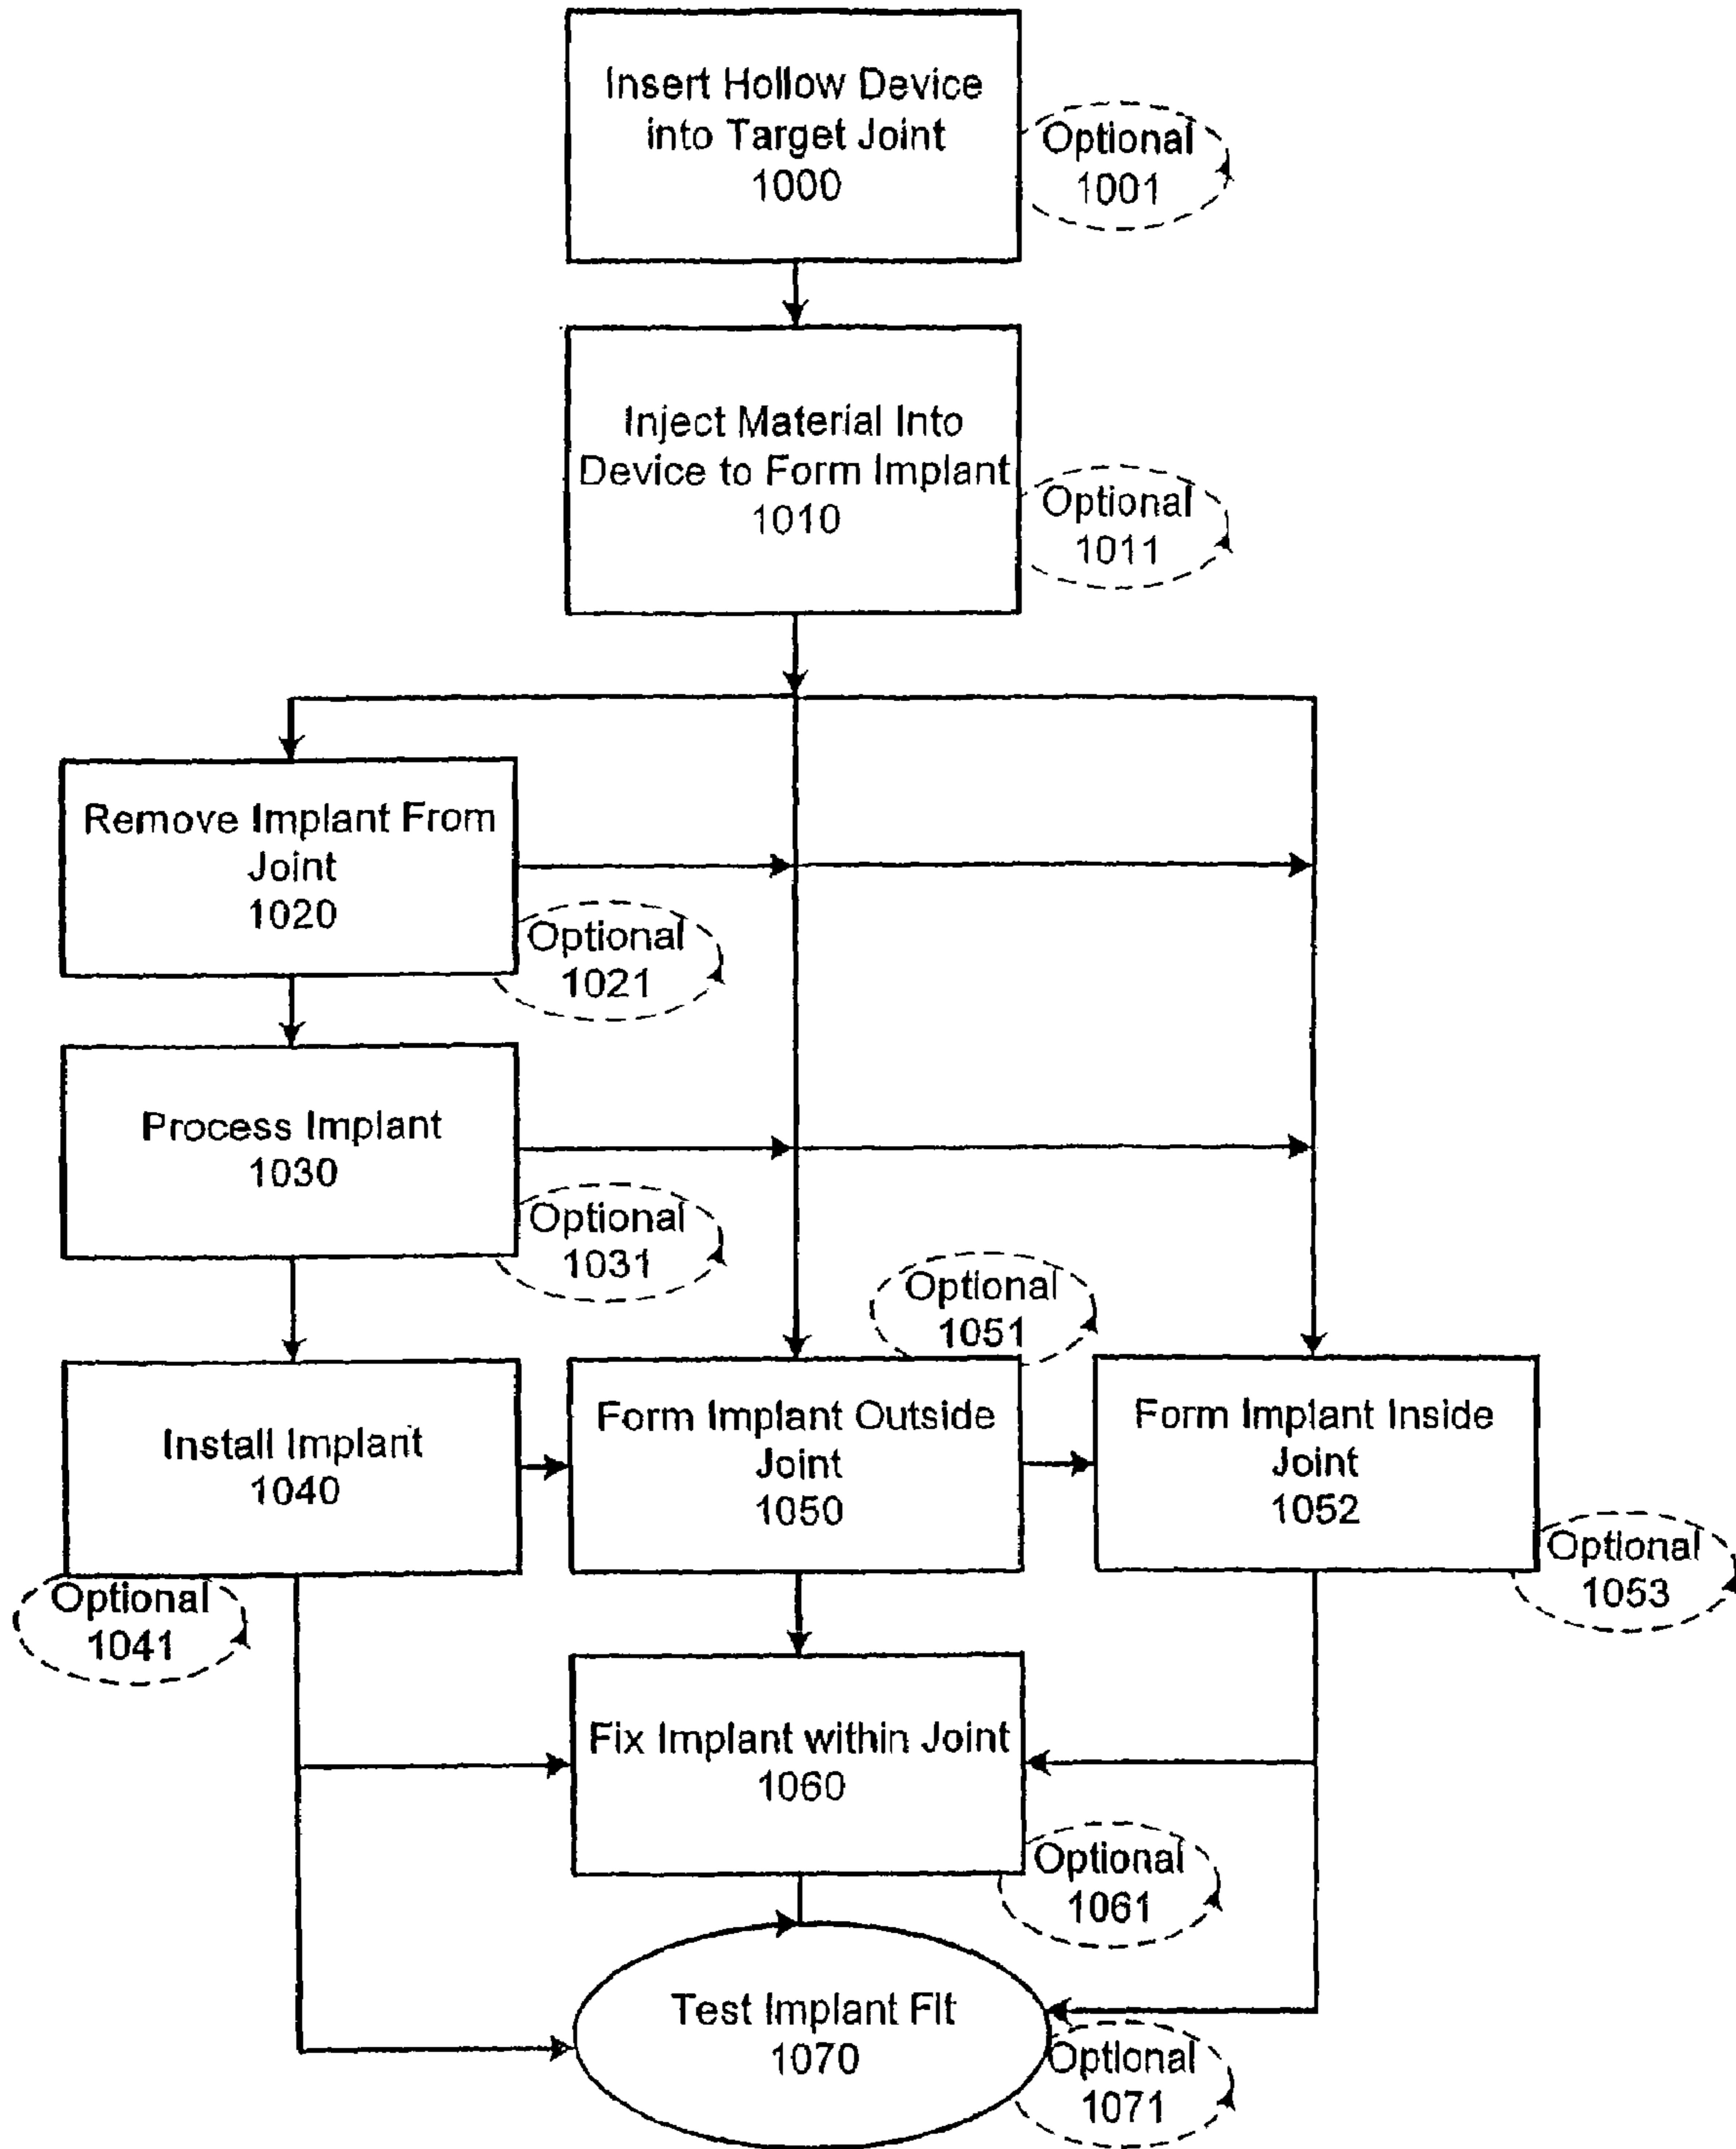 Insert Hollow Device
into Target Joint
1000
Optional
1001
Inject Material Into
Device to Form Implant
1010
Optional
1011
Remove Implant From
Joint
1020
Optional
1021
Process Implant
1030
Optional
1031
Install Implant
1040
Optional
1041
Optional
1051
Form Implant Outside
Joint
1050
Form Implant Inside
Joint
1052
Optional
1053
Fix Implant within Joint
1060
Optional
1061
Test Implant Fit
1070
Optional
1071